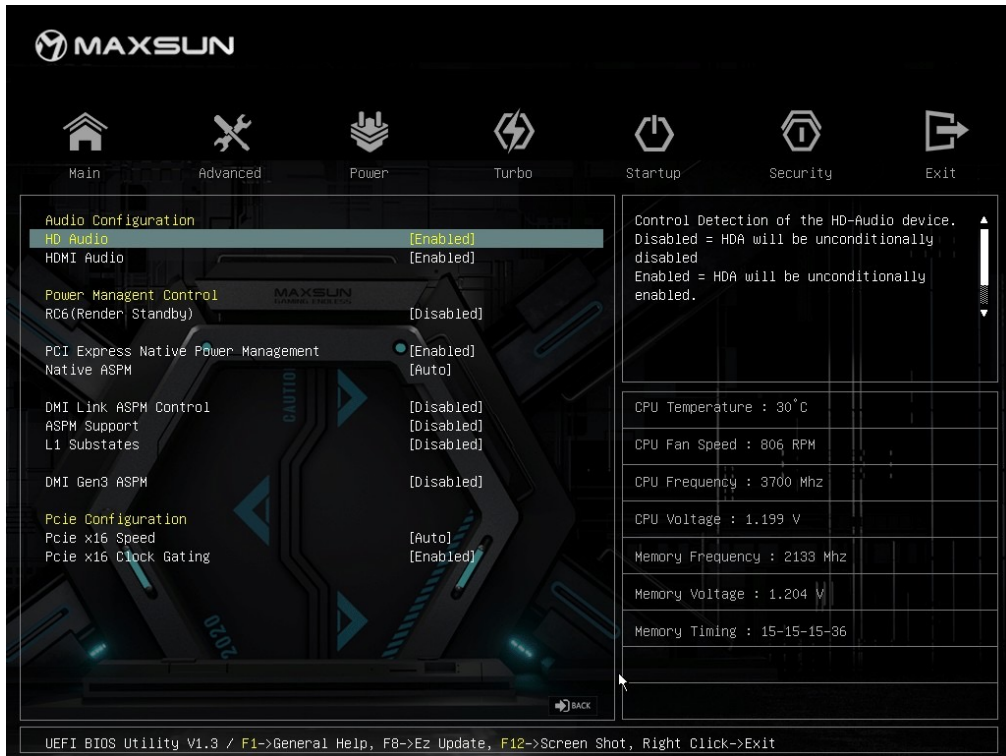 MAXSUN
Main Advanced Power Turbo Startup Security Exit
Audio Configuration
HD Audio [Enabled]
HDMI Audio [Enabled]
Power Managent Control
RC6(Render Standby) [Disabled]
PCI Express Native Power Management [Enabled]
Native ASPM [Auto]
DMI Link ASPM Control [Disabled]
ASPM Support [Disabled]
L1 Substates [Disabled]
DMI Gen3 ASPM [Disabled]
Pcie Configuration
Pcie x16 Speed [Auto]
Pcie x16 Clock Gating [Enabled]
MAXSUN
GAMING ENDLESS
CAUTION
2020
BACK
Control Detection of the HD-Audio device.
Disabled = HDA will be unconditionally
disabled
Enabled = HDA will be unconditionally
enabled.
CPU Temperature : 30°C
CPU Fan Speed : 806 RPM
CPU Frequency : 3700 Mhz
CPU Voltage : 1.199 V
Memory Frequency : 2133 Mhz
Memory Voltage : 1.204 V
Memory Timing : 15-15-15-36
UEFI BIOS Utility V1.3 / F1->General Help, F8->Ez Update, F12->Screen Shot, Right Click->Exit